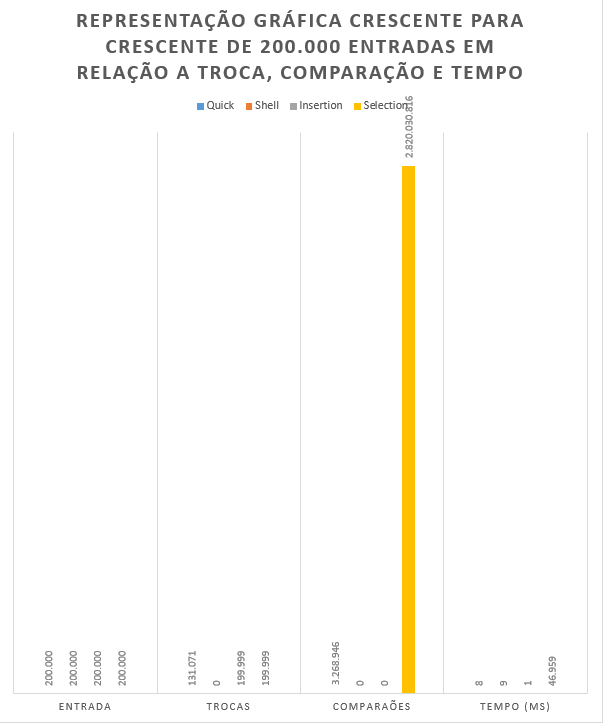 REPRESENTAÇÃO GRÁFICA CRESCENTE PARA
CRESCENTE DE 200.000 ENTRADAS EM
RELAÇÃO A TROCA, COMPARAÇÃO E TEMPO
Quick Shell Insertion Selection
200.000 200.000 200.000 200.000
131.071 0 199.999 199.999
3.268.946 0 0 2.820.030.816
8 9 1 46.959
ENTRADA TROCAS COMPARAÕES TEMPO (MS)